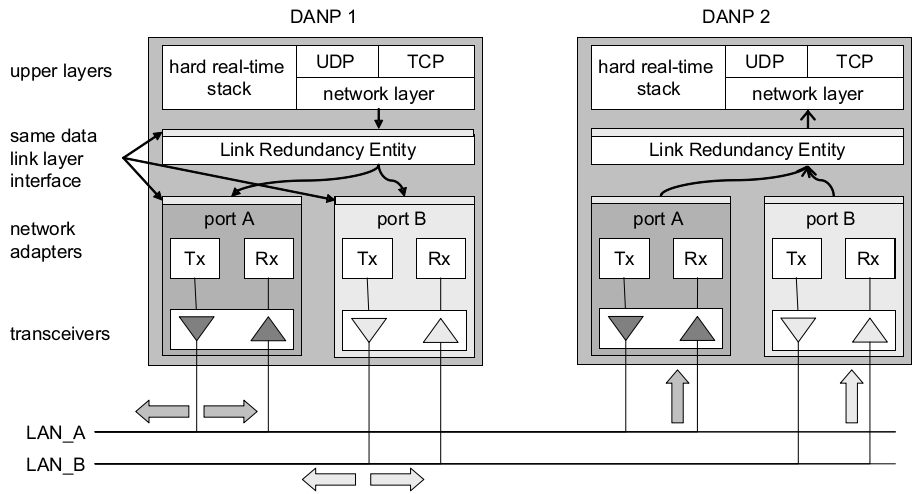 DANP 1
DANP 2
upper layers
hard real-time
stack
UDP
TCP
network layer
hard real-time
stack
UDP
TCP
network layer
same data
link layer
interface
Link Redundancy Entity
Link Redundancy Entity
network
adapters
port A
Tx
Rx
port B
Tx
Rx
port A
Tx
Rx
port B
Tx
Rx
transceivers
LAN_A
LAN_B